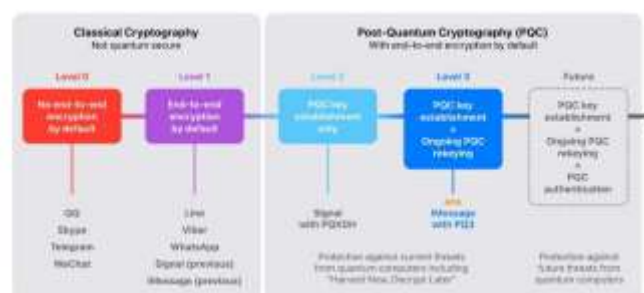 Classical Cryptography
Not quantum secure
Level 0
No end-to-end
encryption
by default
QQ
Skype
Telegram
WeChat
Level 1
End-to-end
encryption
by default
Line
Viber
WhatsApp
Signal (previous)
iMessage (previous)
Post-Quantum Cryptography (PQC)
With end-to-end encryption by default
Level 2
PQC key
establishment
only
Signal
with PQXDH
Level 3
PQC key
establishment
+
Ongoing PQC
rekeying
iMessage
with PQ3
Protection against current threats
from quantum computers including
"Harvest Now, Decrypt Later"
Future
PQC key
establishment
+
Ongoing PQC
rekeying
+
PQC
authentication
Protection against
future threats from
quantum computers